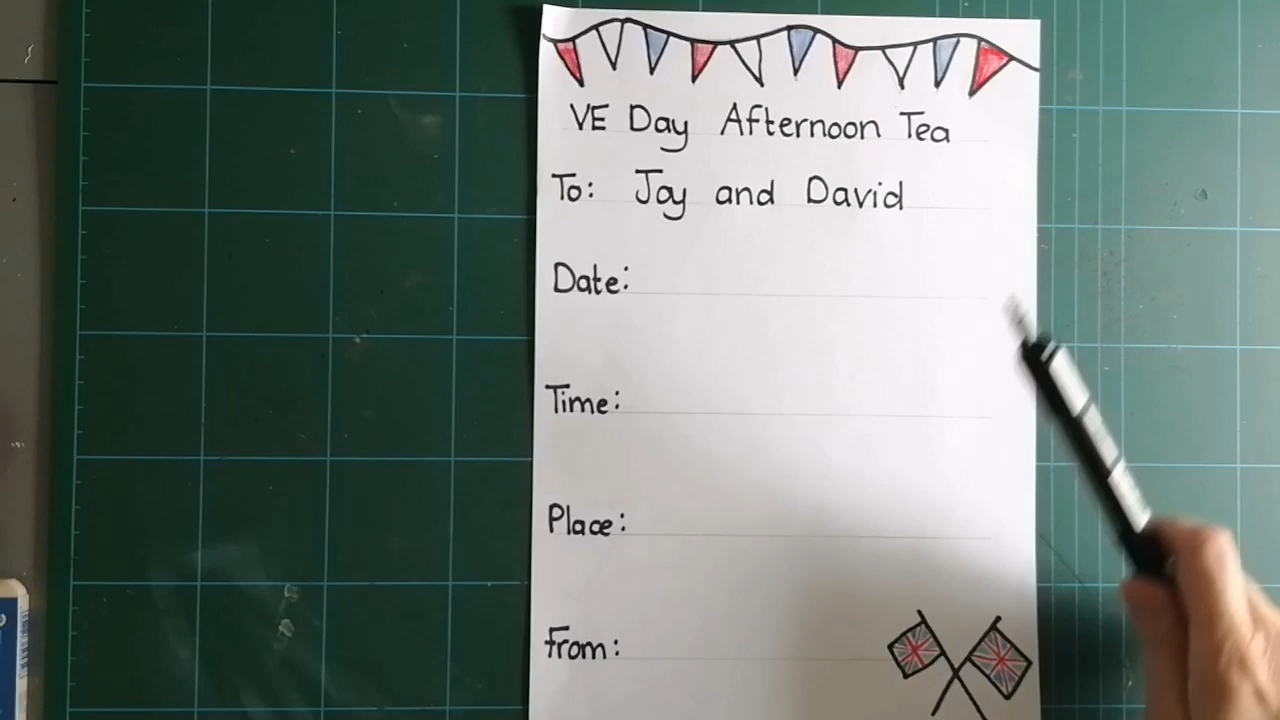 VE Day Afternoon Tea
To: Joy and David
Date:
Time:
Place:
From: